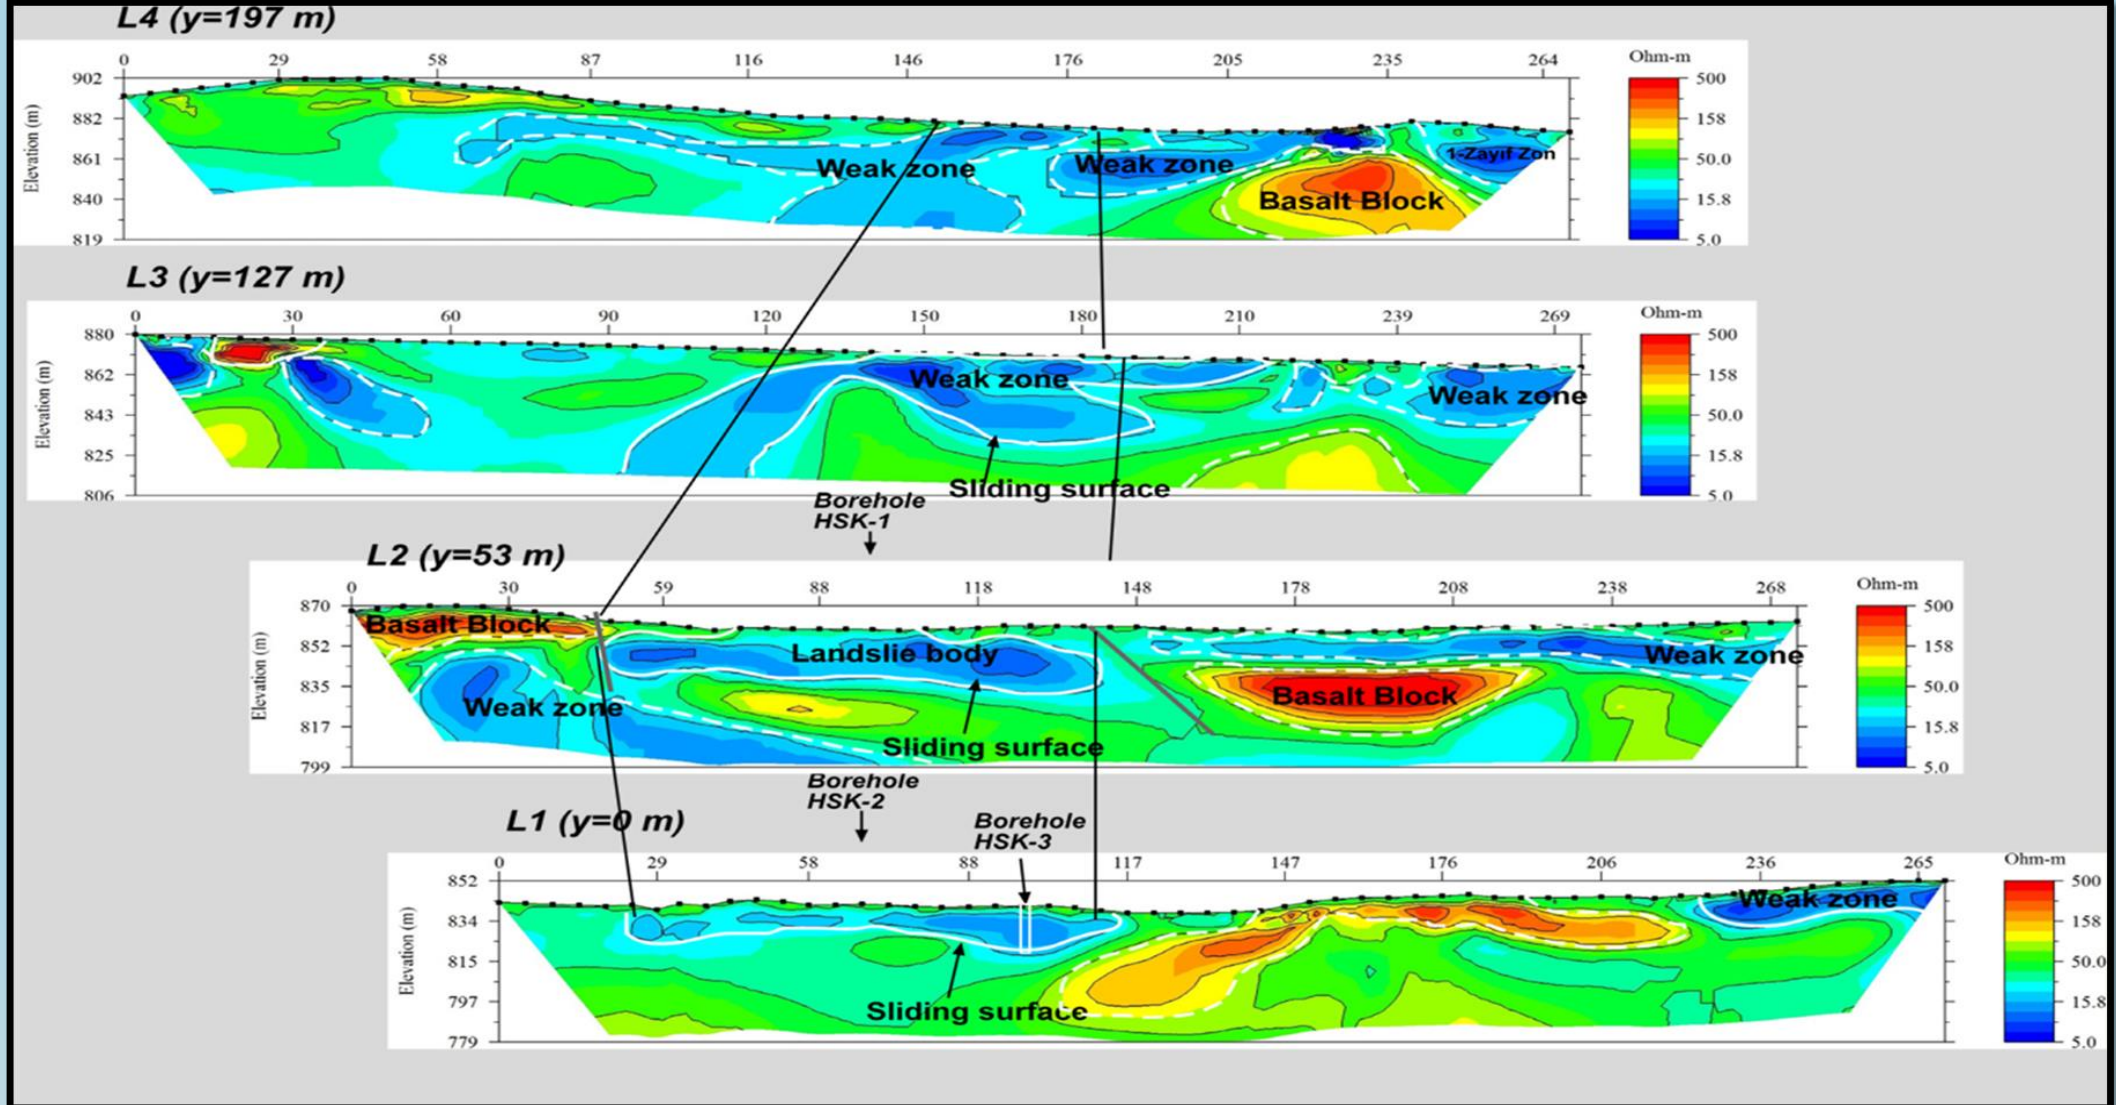 L4 (y=197 m)
0 29 58 87 116 146 176 205 235 264
Ohm-m
902
882
861
840
819
Elevation (m)
Weak zone
Weak zone
1-Zayıf Zon
Basalt Block
500
158
50.0
15.8
5.0
L3 (y=127 m)
0 30 60 90 120 150 180 210 239 269
Ohm-m
880
862
843
825
806
Elevation (m)
Weak zone
Weak zone
Sliding surface
500
158
50.0
15.8
5.0
Borehole
HSK-1
L2 (y=53 m)
0 30 59 88 118 148 178 208 238 268
Ohm-m
870
852
835
817
799
Elevation (m)
Basalt Block
Landslie body
Weak zone
Basalt Block
Weak zone
Sliding surface
500
158
50.0
15.8
5.0
Borehole
HSK-2
L1 (y=0 m)
Borehole
HSK-3
0 29 58 88 117 147 176 206 236 265
Ohm-m
852
834
815
797
779
Elevation (m)
Weak zone
Sliding surface
500
158
50.0
15.8
5.0